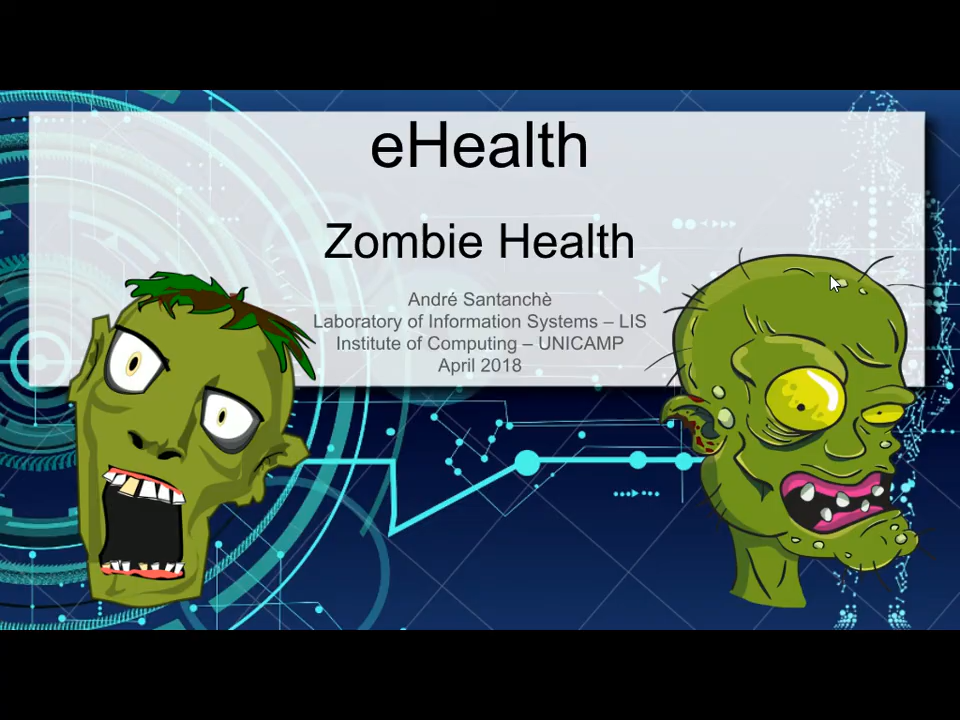 eHealth
Zombie Health
André Santanchè
Laboratory of Information Systems – LIS
Institute of Computing – UNICAMP
April 2018